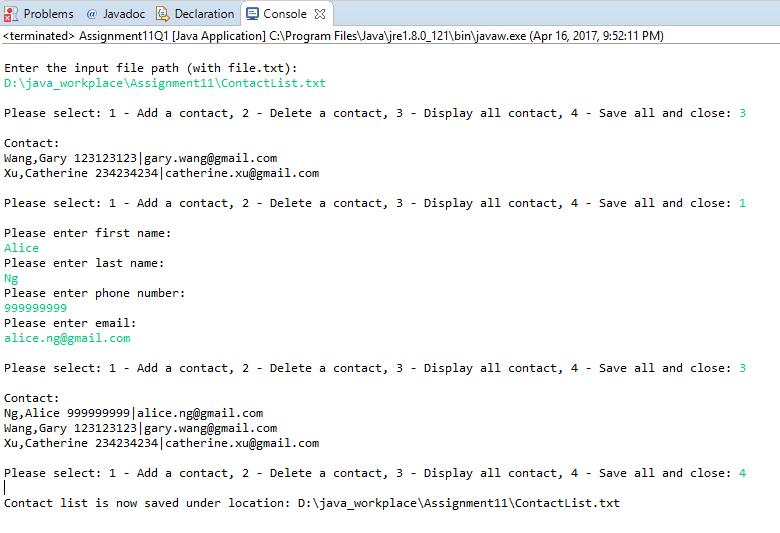 Problems @ Javadoc Declaration Console
<terminated> Assignment11Q1 [Java Application] C:\Program Files\Java\jre1.8.0_121\bin\javaw.exe (Apr 16, 2017, 9:52:11 PM)
Enter the input file path (with file.txt):
D:\java_workplace\Assignment11\ContactList.txt
Please select: 1 - Add a contact, 2 - Delete a contact, 3 - Display all contact, 4 - Save all and close: 3
Contact:
Wang,Gary 123123123|gary.wang@gmail.com
Xu,Catherine 234234234|catherine.xu@gmail.com
Please select: 1 - Add a contact, 2 - Delete a contact, 3 - Display all contact, 4 - Save all and close: 1
Please enter first name:
Alice
Please enter last name:
Ng
Please enter phone number:
999999999
Please enter email:
alice.ng@gmail.com
Please select: 1 - Add a contact, 2 - Delete a contact, 3 - Display all contact, 4 - Save all and close: 3
Contact:
Ng,Alice 999999999|alice.ng@gmail.com
Wang,Gary 123123123|gary.wang@gmail.com
Xu,Catherine 234234234|catherine.xu@gmail.com
Please select: 1 - Add a contact, 2 - Delete a contact, 3 - Display all contact, 4 - Save all and close: 4
Contact list is now saved under location: D:\java_workplace\Assignment11\ContactList.txt